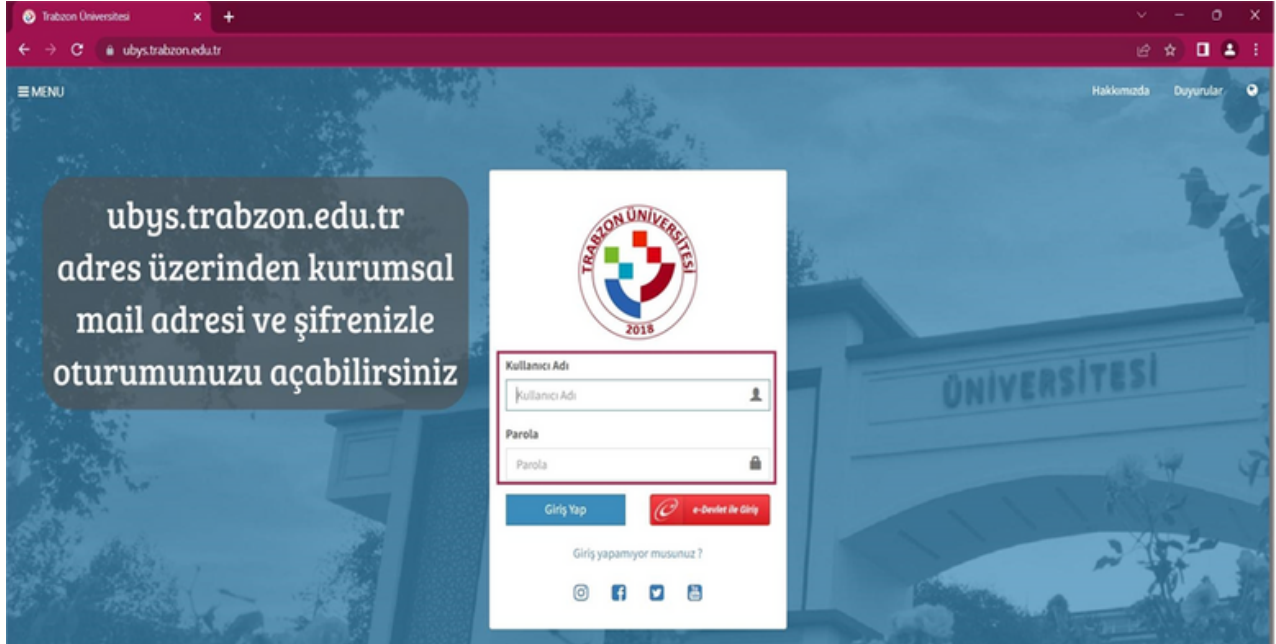 Trabzon Üniversitesi
ubys.trabzon.edu.tr
MENU
Hakkımızda
Duyurular
ubys.trabzon.edu.tr
adres üzerinden kurumsal
mail adresi ve şifrenizle
oturumunuzu açabilirsiniz
TRABZON ÜNİVERSİTESİ
2018
Kullanıcı Adı
Kullanıcı Adı
Parola
Parola
Giriş Yap
e-Devlet ile Giriş
Giriş yapamıyor musunuz ?
ÜNİVERSİTESİ